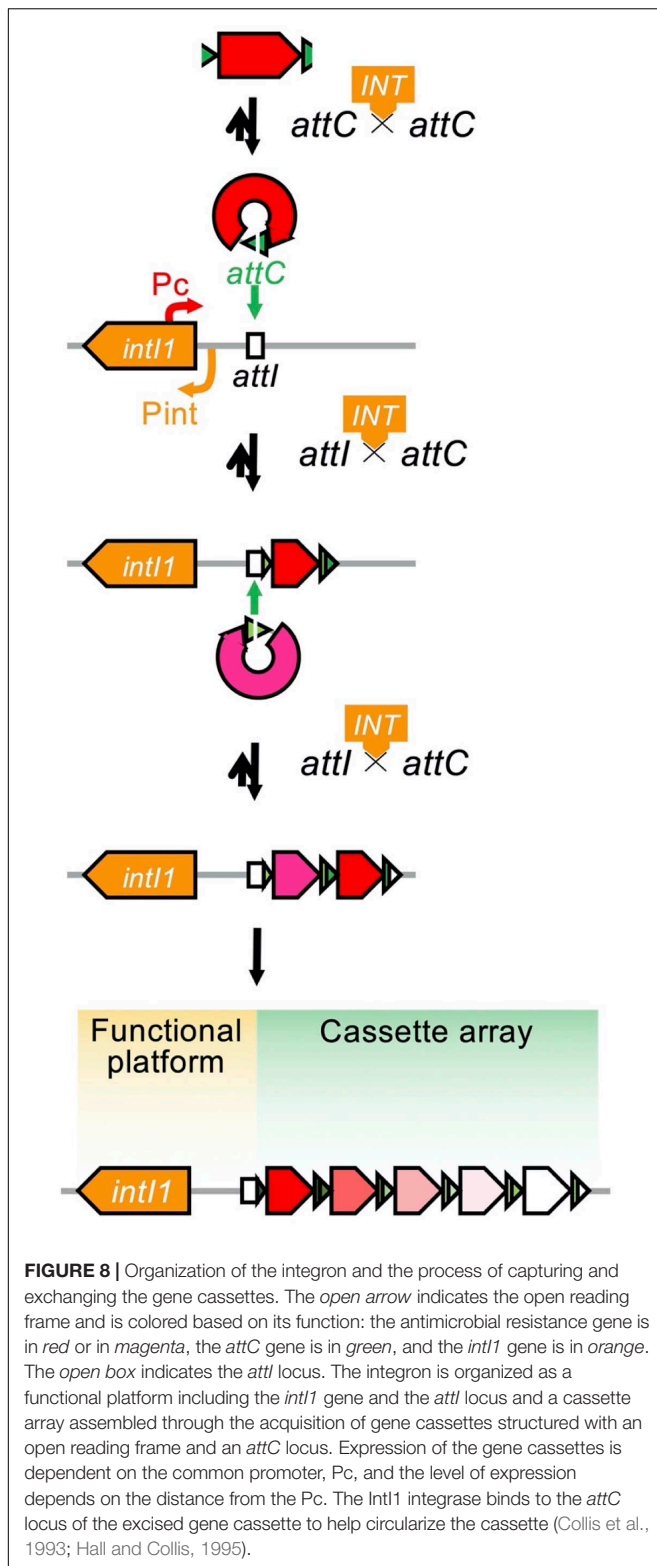 INT
attC × attC
attC
Pc
intI1
attI
Pint
INT
attI × attC
intI1
INT
attI × attC
intI1
Functional Cassette array
platform
intI1
FIGURE 8 | Organization of the integron and the process of capturing and
exchanging the gene cassettes. The open arrow indicates the open reading
frame and is colored based on its function: the antimicrobial resistance gene is
in red or in magenta, the attC gene is in green, and the intI1 gene is in orange.
The open box indicates the attI locus. The integron is organized as a
functional platform including the intI1 gene and the attI locus and a cassette
array assembled through the acquisition of gene cassettes structured with an
open reading frame and an attC locus. Expression of the gene cassettes is
dependent on the common promoter, Pc, and the level of expression
depends on the distance from the Pc. The IntI1 integrase binds to the attC
locus of the excised gene cassette to help circularize the cassette (Collis et al.,
1993; Hall and Collis, 1995).